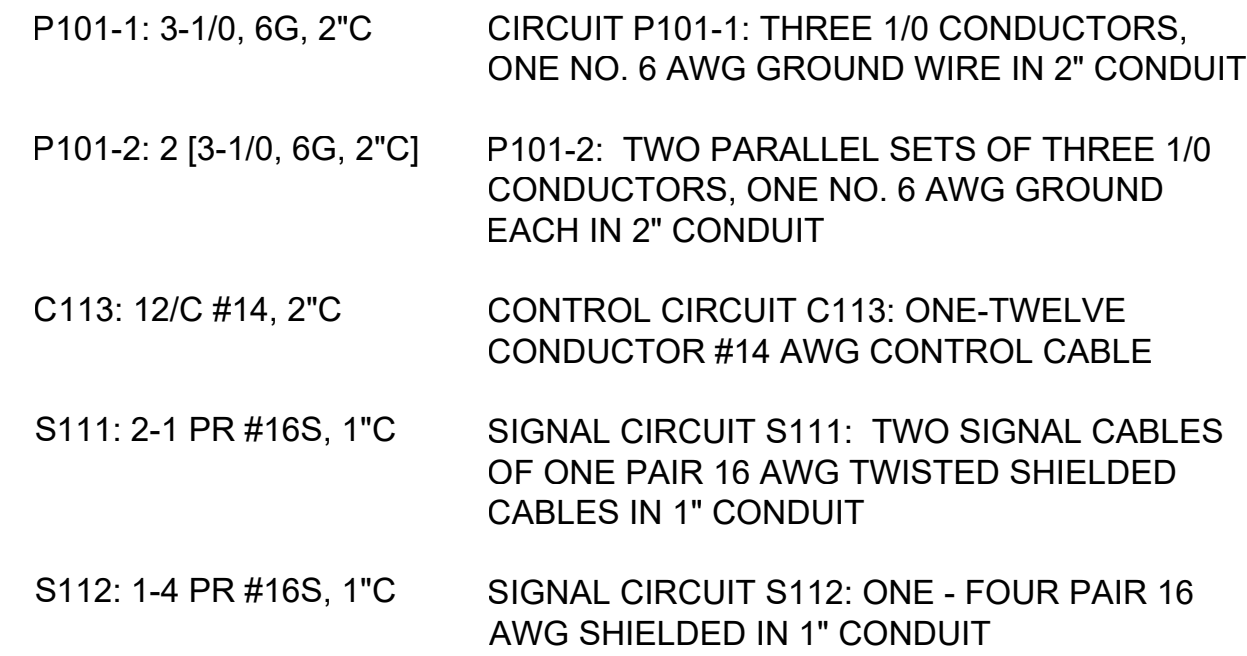 P101-1: 3-1/0, 6G, 2"C CIRCUIT P101-1: THREE 1/0 CONDUCTORS,
ONE NO. 6 AWG GROUND WIRE IN 2" CONDUIT
P101-2: 2 [3-1/0, 6G, 2"C] P101-2: TWO PARALLEL SETS OF THREE 1/0
CONDUCTORS, ONE NO. 6 AWG GROUND
EACH IN 2" CONDUIT
C113: 12/C #14, 2"C CONTROL CIRCUIT C113: ONE-TWELVE
CONDUCTOR #14 AWG CONTROL CABLE
S111: 2-1 PR #16S, 1"C SIGNAL CIRCUIT S111: TWO SIGNAL CABLES
OF ONE PAIR 16 AWG TWISTED SHIELDED
CABLES IN 1" CONDUIT
S112: 1-4 PR #16S, 1"C SIGNAL CIRCUIT S112: ONE - FOUR PAIR 16
AWG SHIELDED IN 1" CONDUIT